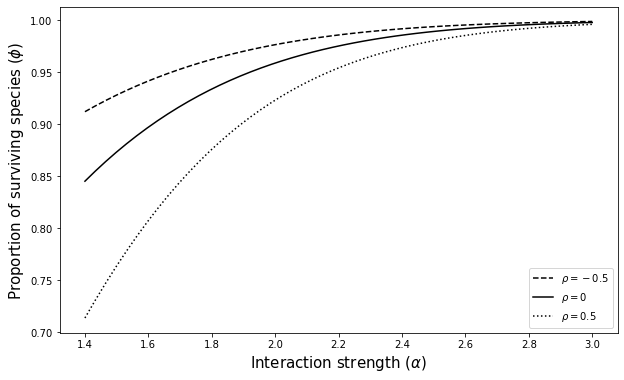 1.00
0.95
0.90
0.85
0.80
0.75
0.70
Proportion of surviving species (ϕ)
1.4 1.6 1.8 2.0 2.2 2.4 2.6 2.8 3.0
Interaction strength (α)
ρ = −0.5
ρ = 0
ρ = 0.5